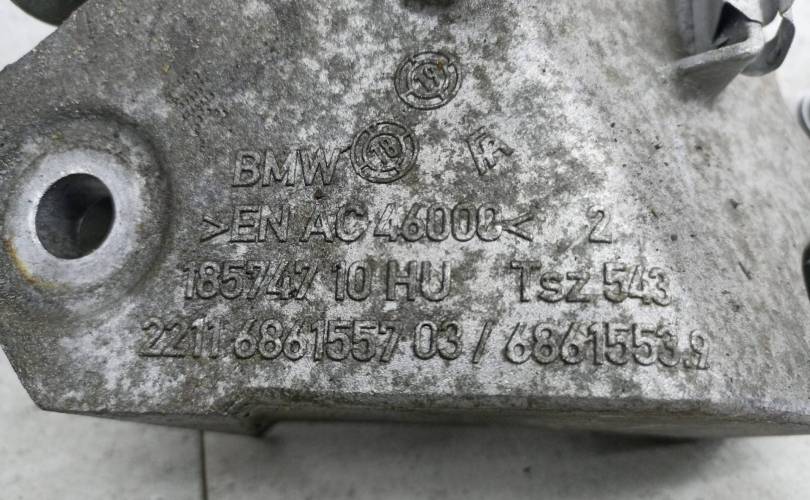 BMW
>EN AC 46000< 2
185747 10 HU Tsz 543
2211 6861557 03 / 6861553.9